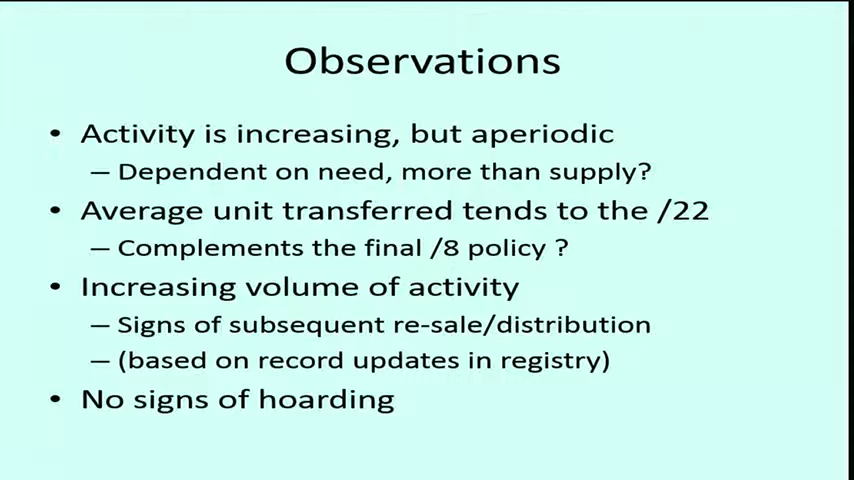 Observations
• Activity is increasing, but aperiodic
– Dependent on need, more than supply?
• Average unit transferred tends to the /22
– Complements the final /8 policy ?
• Increasing volume of activity
– Signs of subsequent re-sale/distribution
– (based on record updates in registry)
• No signs of hoarding